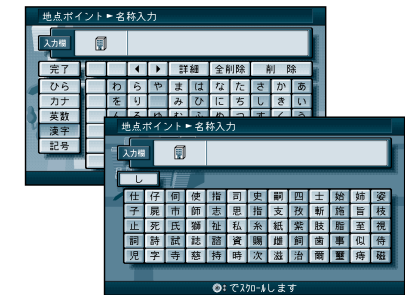 地点ポイント►名称入力
入力欄
完了 ◀ ▶ 詳細 全削除 削 除
ひら わ ら や ま は な た さ か あ
カナ を り み ひ に ち し き い
英数
漢字
記号
地点ポイント►名称入力
入力欄
し
仕 仔 伺 使 指 司 史 嗣 四 士 始 姉 姿
子 屍 市 師 志 思 指 支 孜 斯 施 旨 枝
止 死 氏 獅 祉 私 糸 紙 紫 肢 脂 至 視
詞 詩 試 誌 諮 資 賜 雌 飼 歯 事 似 侍
児 字 寺 慈 持 時 次 滋 治 爾 璽 痔 磁
:でスクロールします